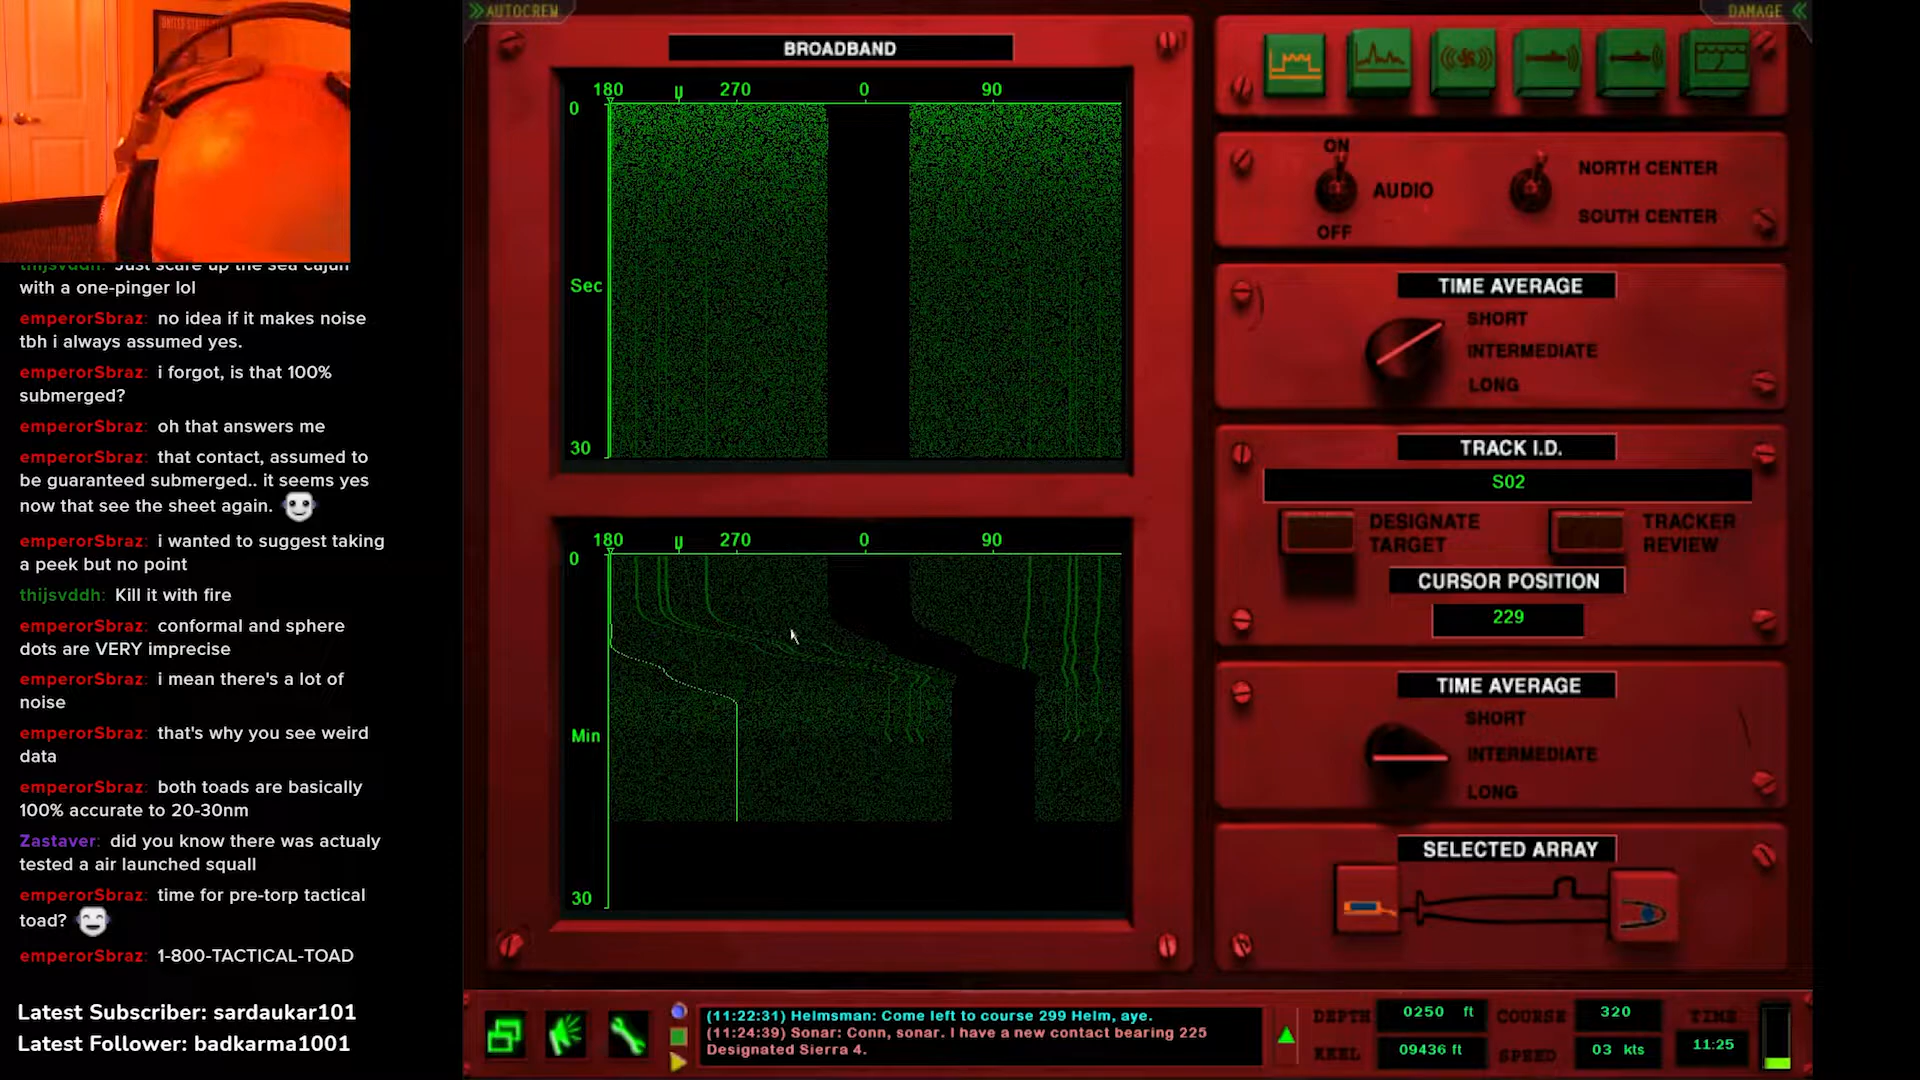 AUTOCREW
DAMAGE
UNITED STATES
thijsvddh: Just scare up the sea cajun
with a one-pinger lol
emperorSbraz: no idea if it makes noise
tbh i always assumed yes.
emperorSbraz: i forgot, is that 100%
submerged?
emperorSbraz: oh that answers me
emperorSbraz: that contact, assumed to
be guaranteed submerged.. it seems yes
now that see the sheet again.
emperorSbraz: i wanted to suggest taking
a peek but no point
thijsvddh: Kill it with fire
emperorSbraz: conformal and sphere
dots are VERY imprecise
emperorSbraz: i mean there's a lot of
noise
emperorSbraz: that's why you see weird
data
emperorSbraz: both toads are basically
100% accurate to 20-30nm
Zastaver: did you know there was actualy
tested a air launched squall
emperorSbraz: time for pre-torp tactical
toad?
emperorSbraz: 1-800-TACTICAL-TOAD
Latest Subscriber: sardaukar101
Latest Follower: badkarma1001
BROADBAND
180 270 0 90
0
Sec
30
180 270 0 90
0
Min
30
ON
AUDIO
OFF
NORTH CENTER
SOUTH CENTER
TIME AVERAGE
SHORT
INTERMEDIATE
LONG
TRACK I.D.
S02
DESIGNATE
TARGET
TRACKER
REVIEW
CURSOR POSITION
229
TIME AVERAGE
SHORT
INTERMEDIATE
LONG
SELECTED ARRAY
(11:22:31) Helmsman: Come left to course 299 Helm, aye.
(11:24:39) Sonar: Conn, sonar. I have a new contact bearing 225
Designated Sierra 4.
DEPTH 0250 ft COURSE 320 TIME
KEEL 09436 ft SPEED 03 kts 11:25